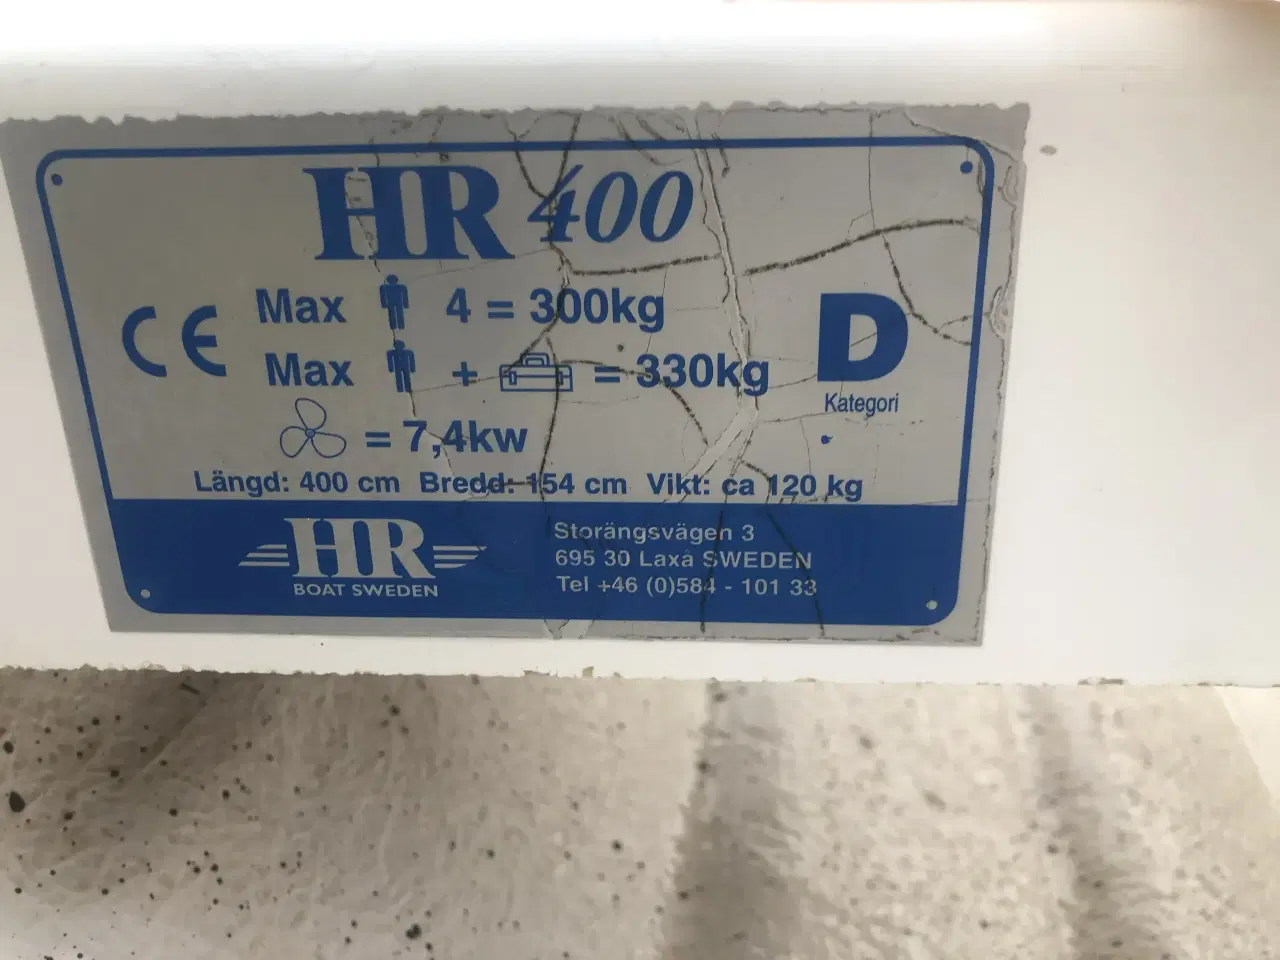 HR 400
CE
Max 4 = 300kg
Max + = 330kg
D
Kategori
= 7,4kw
Längd: 400 cm Bredd: 154 cm Vikt: ca 120 kg
HR
BOAT SWEDEN
Storängsvägen 3
695 30 Laxå SWEDEN
Tel +46 (0)584 - 101 33